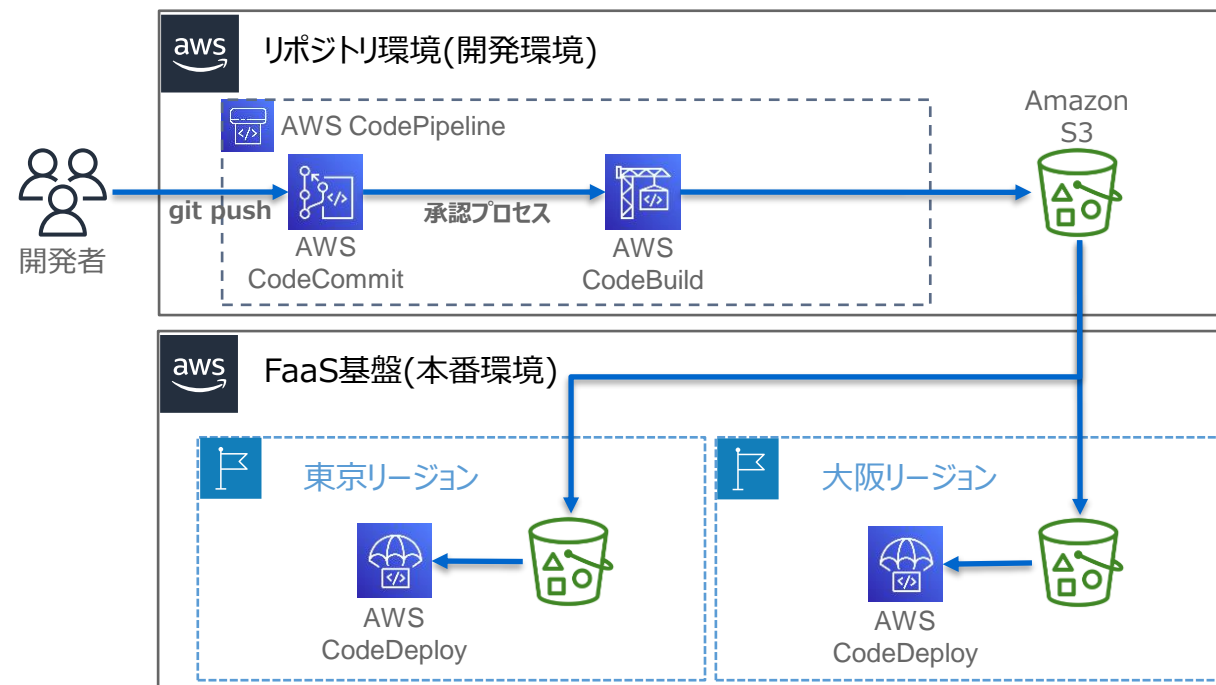 aws
リポジトリ環境(開発環境)
AWS CodePipeline
Amazon
S3
git push
承認プロセス
開発者
AWS
CodeCommit
AWS
CodeBuild
aws
FaaS基盤(本番環境)
東京リージョン
大阪リージョン
AWS
CodeDeploy
AWS
CodeDeploy